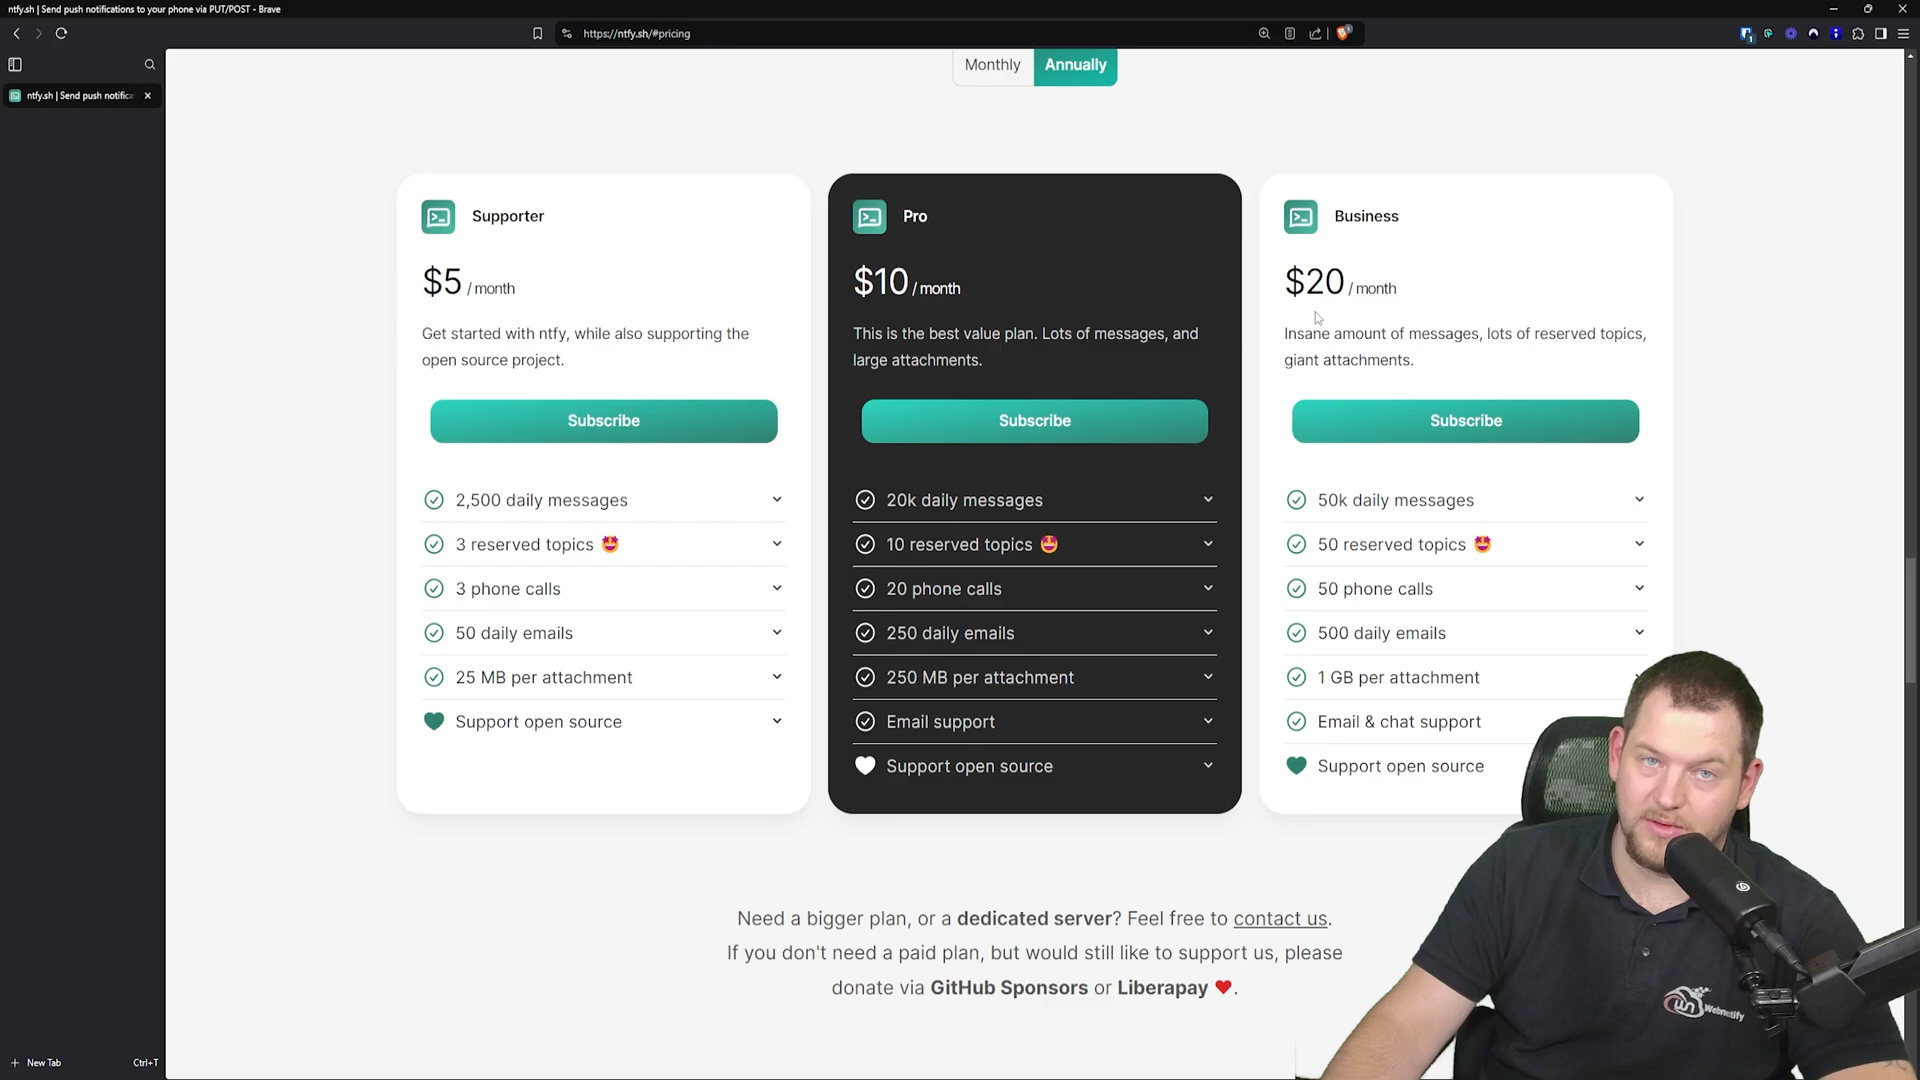 ntfy.sh | Send push notifications to your phone via PUT/POST - Brave
https://ntfy.sh/#pricing
ntfy.sh | Send push notifica
Monthly
Annually
Supporter
$5 / month
Get started with ntfy, while also supporting the
open source project.
Subscribe
2,500 daily messages
3 reserved topics 🤩
3 phone calls
50 daily emails
25 MB per attachment
Support open source
Pro
$10 / month
This is the best value plan. Lots of messages, and
large attachments.
Subscribe
20k daily messages
10 reserved topics 🤩
20 phone calls
250 daily emails
250 MB per attachment
Email support
Support open source
Business
$20 / month
Insane amount of messages, lots of reserved topics,
giant attachments.
Subscribe
50k daily messages
50 reserved topics 🤩
50 phone calls
500 daily emails
1 GB per attachment
Email & chat support
Support open source
Need a bigger plan, or a dedicated server? Feel free to contact us.
If you don't need a paid plan, but would still like to support us, please
donate via GitHub Sponsors or Liberapay ❤️.
Webnetify
New Tab
Ctrl+T